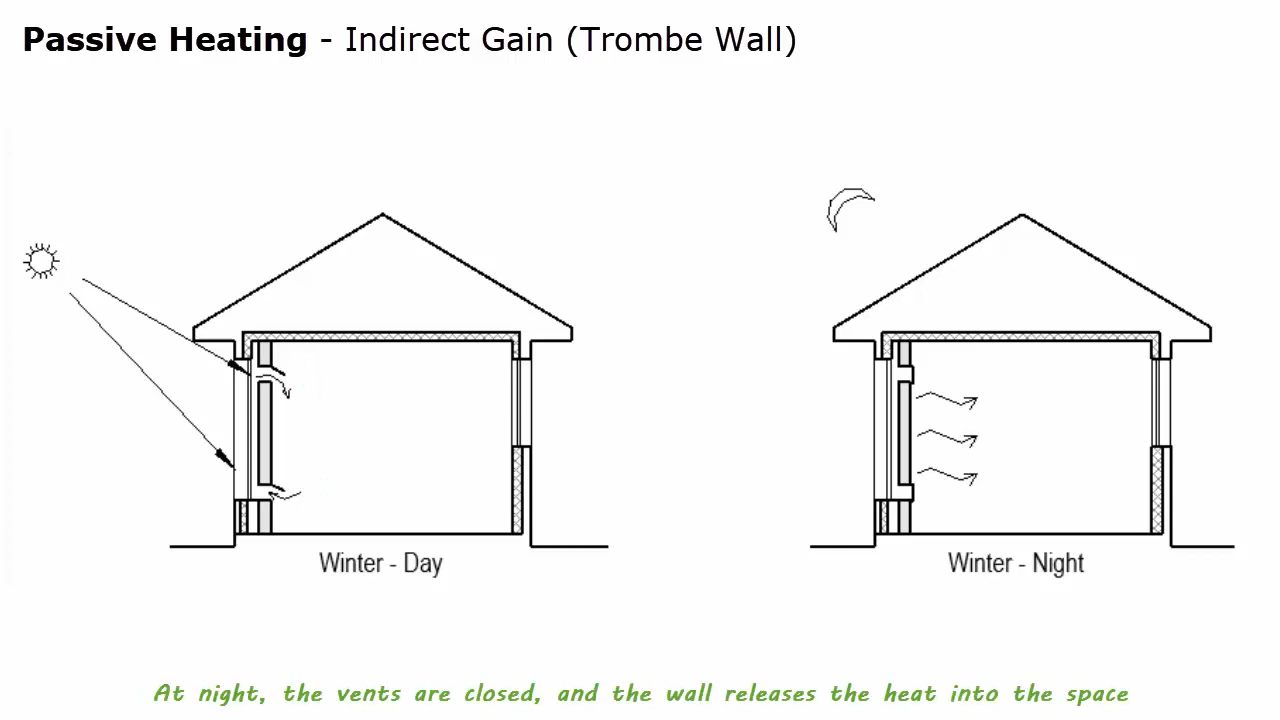 Passive Heating - Indirect Gain (Trombe Wall)
Winter - Day
Winter - Night
At night, the vents are closed, and the wall releases the heat into the space